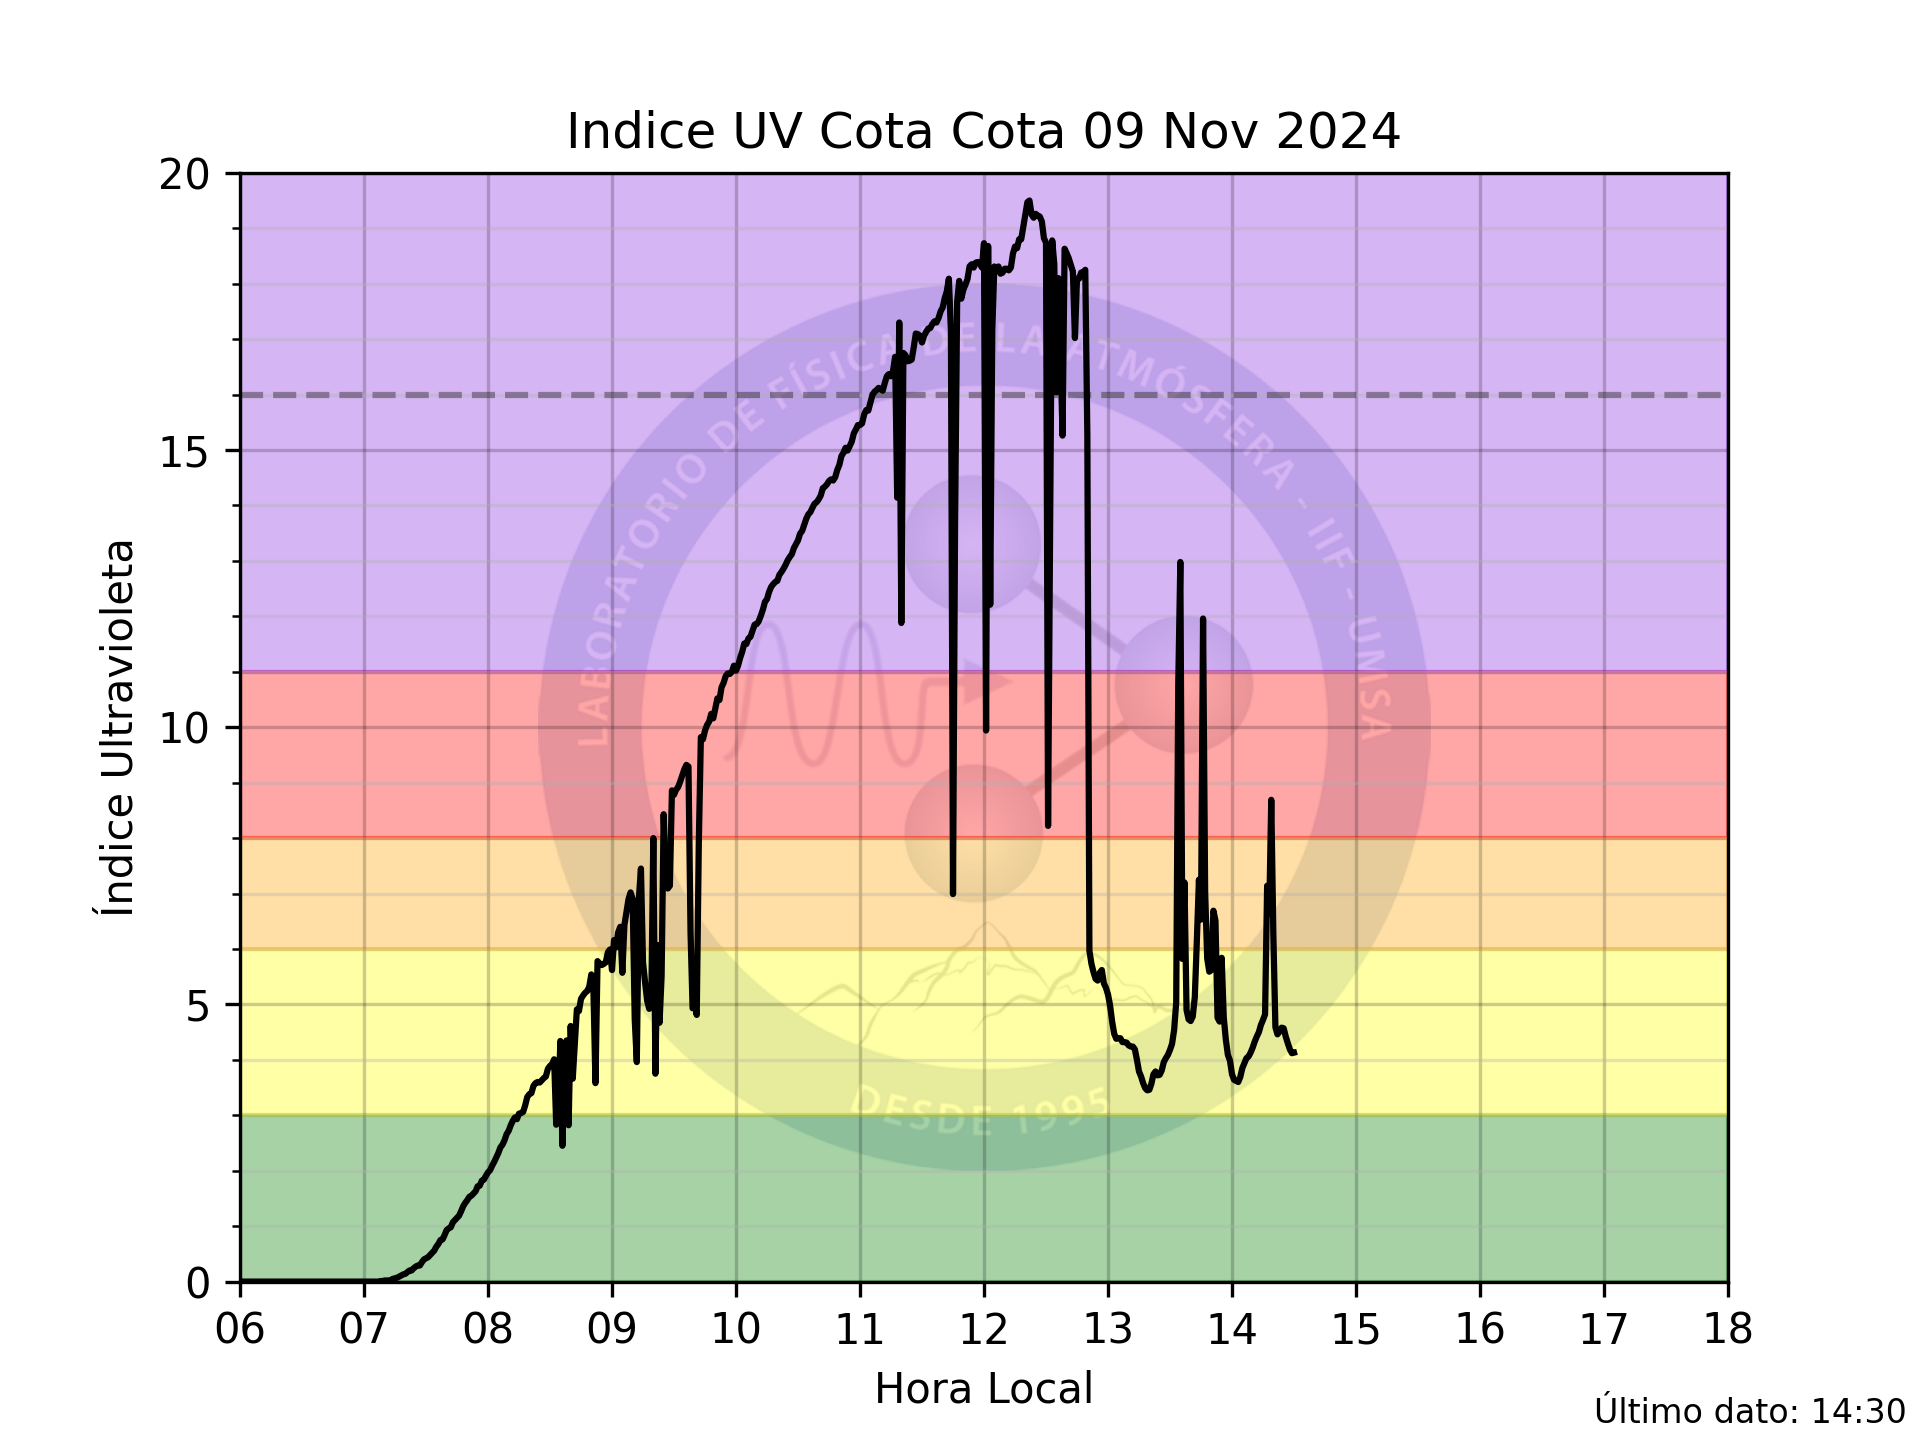 Indice UV Cota Cota 09 Nov 2024
20
15
10
5
0
Índice Ultravioleta
LABORATORIO DE FÍSICA DE LA ATMÓSFERA - IIF - UMSA
DESDE 1995
06 07 08 09 10 11 12 13 14 15 16 17 18
Hora Local
Último dato: 14:30